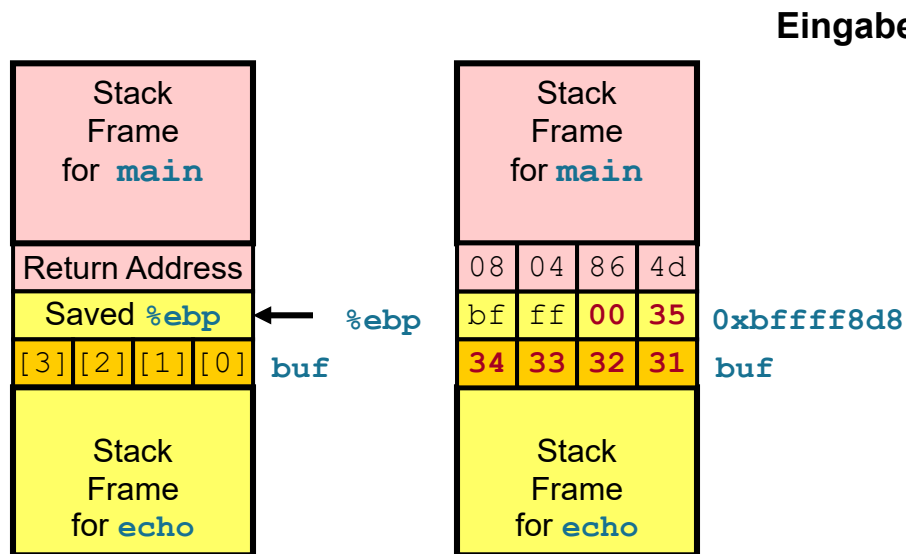 Eingabe
Stack
Frame
for main
Return Address
Saved %ebp
%ebp
[3] [2] [1] [0]
buf
Stack
Frame
for echo
Stack
Frame
for main
08 04 86 4d
bf ff 00 35
0xbffff8d8
34 33 32 31
buf
Stack
Frame
for echo